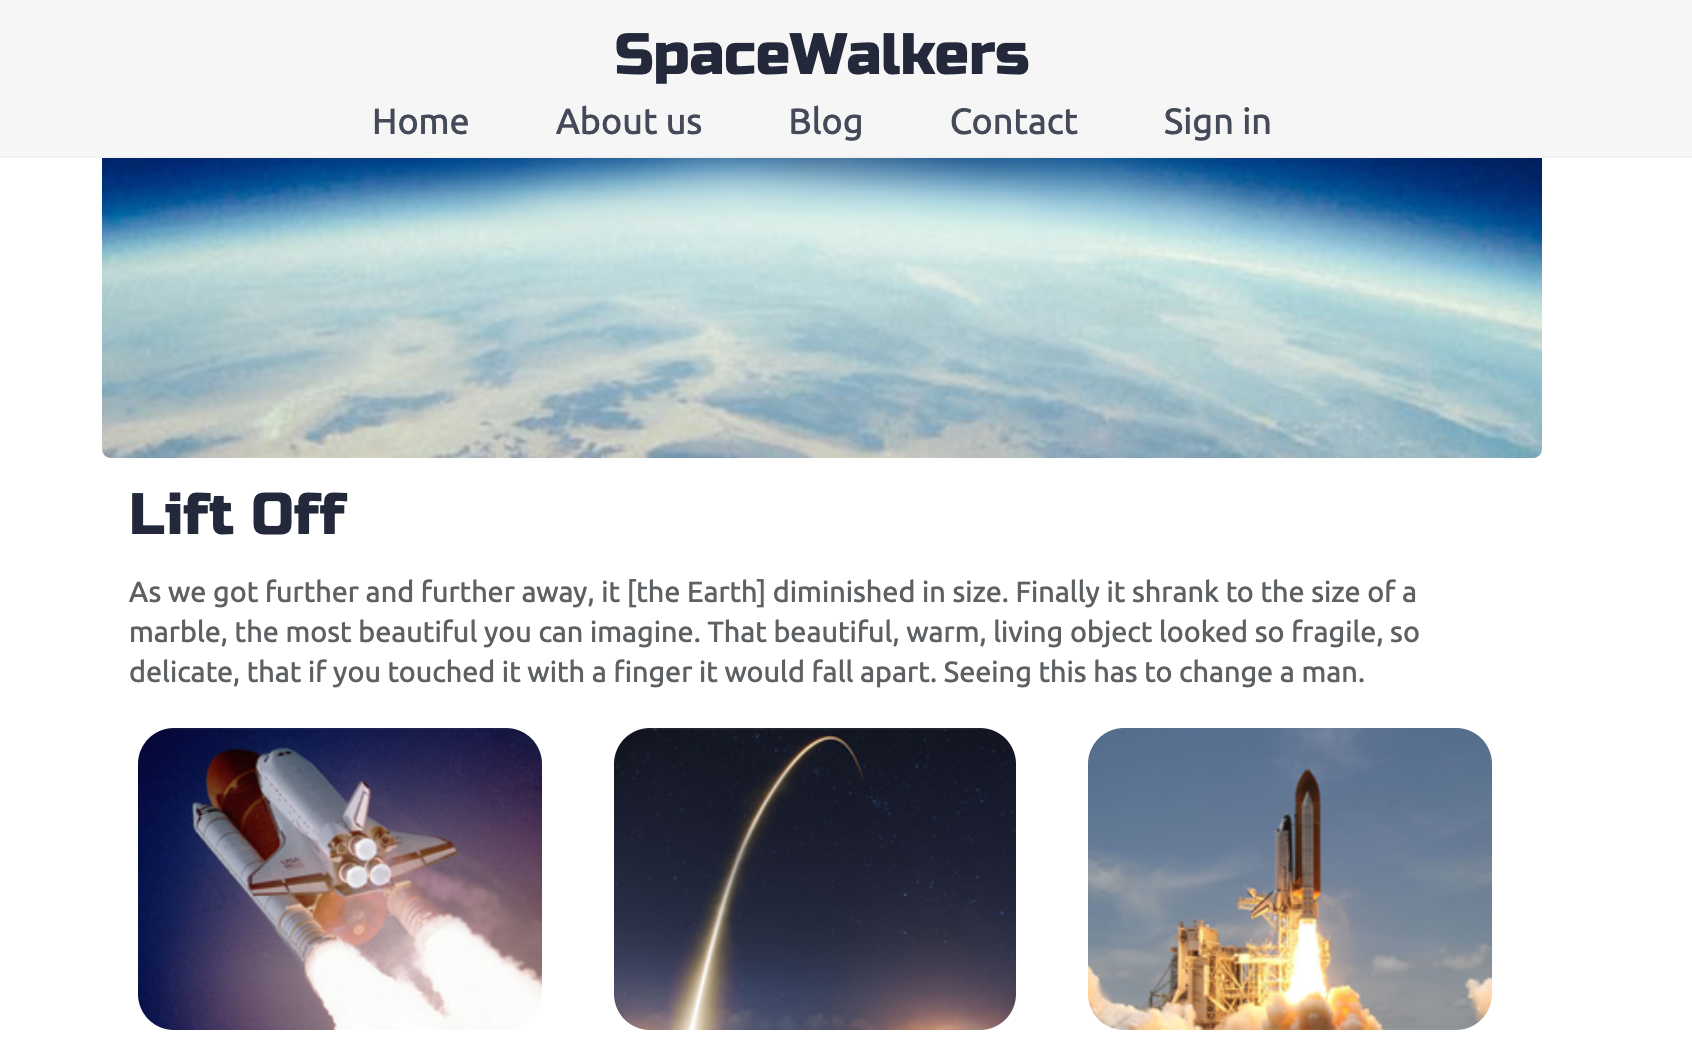 SpaceWalkers
Home About us Blog Contact Sign in
Lift Off
As we got further and further away, it [the Earth] diminished in size. Finally it shrank to the size of a
marble, the most beautiful you can imagine. That beautiful, warm, living object looked so fragile, so
delicate, that if you touched it with a finger it would fall apart. Seeing this has to change a man.
USA